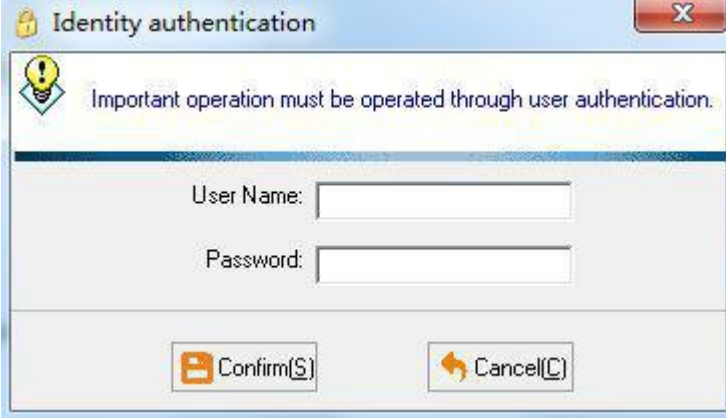 Identity authentication
Important operation must be operated through user authentication.
User Name:
Password:
Confirm(S)
Cancel(C)